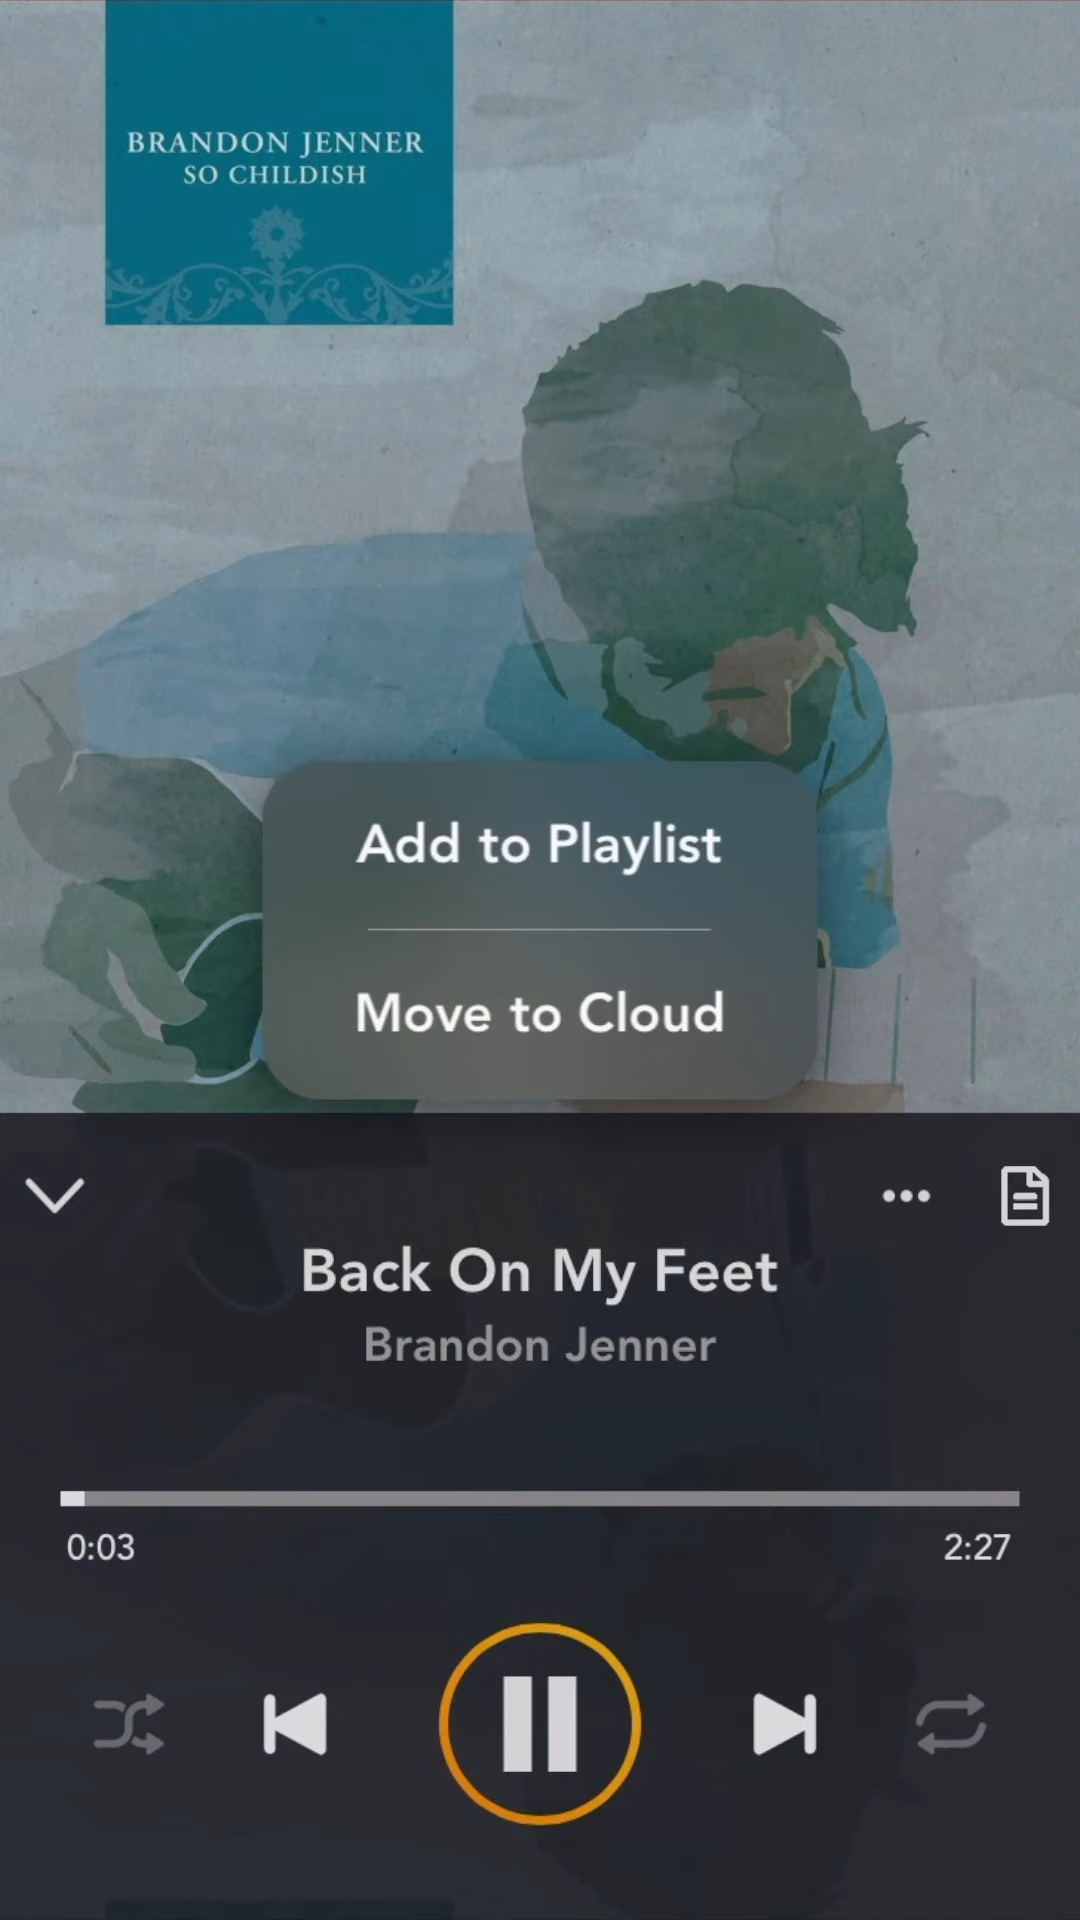 BRANDON JENNER
SO CHILDISH
Add to Playlist
Move to Cloud
Back On My Feet
Brandon Jenner
0:03
2:27